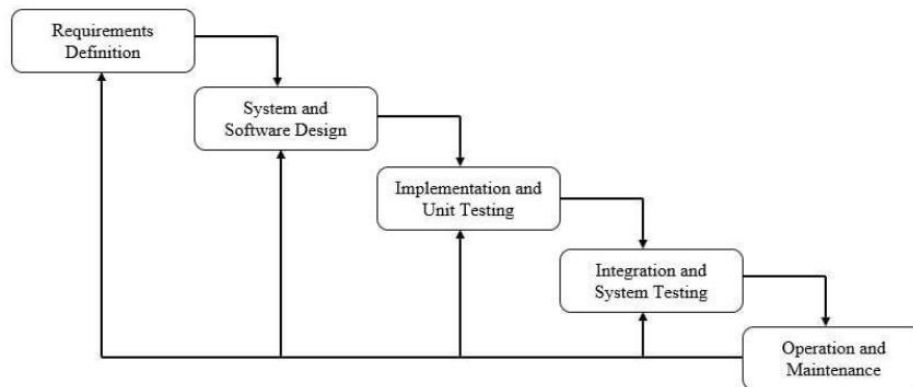 Requirements
Definition
System and
Software Design
Implementation and
Unit Testing
Integration and
System Testing
Operation and
Maintenance